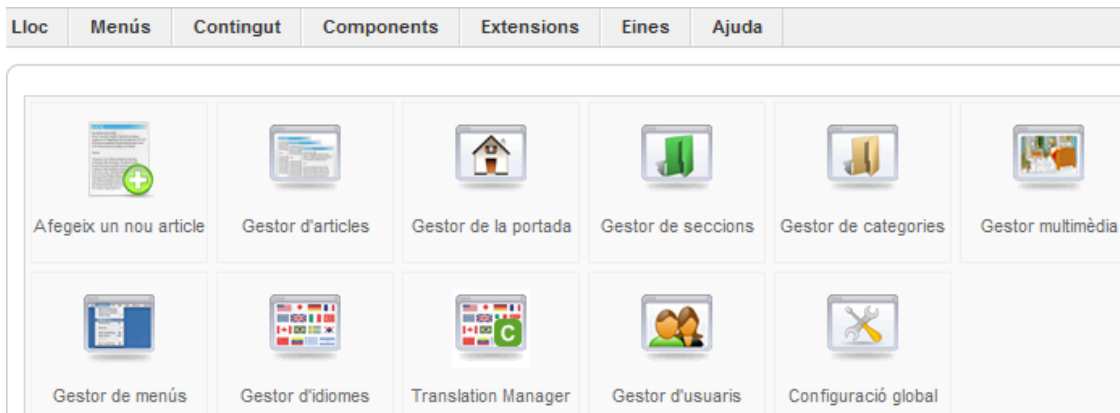 Lloc Menús Contingut Components Extensions Eines Ajuda
Afegeix un nou article Gestor d'articles Gestor de la portada Gestor de seccions Gestor de categories Gestor multimèdia
C
Gestor de menús Gestor d'idiomes Translation Manager Gestor d'usuaris Configuració global